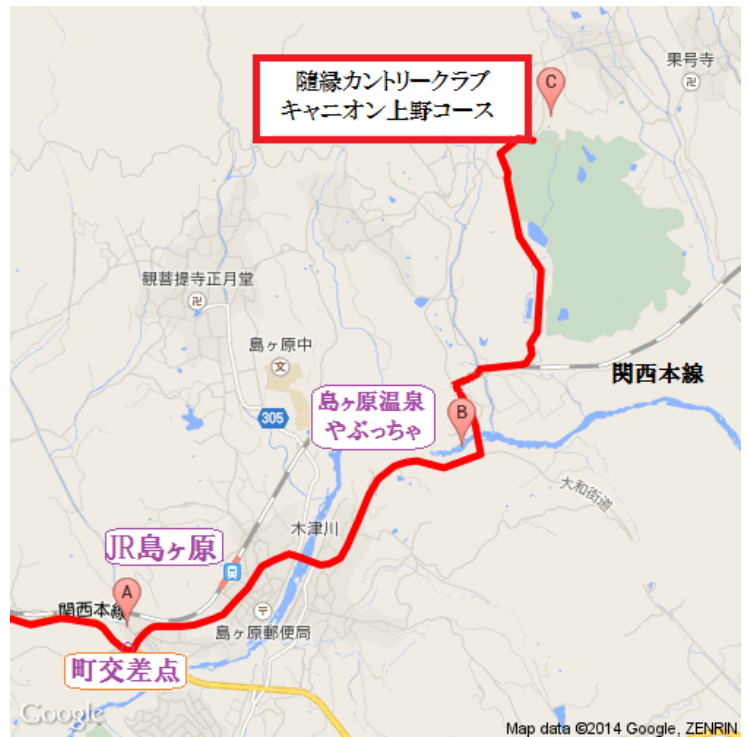 隨縁カントリークラブ
キャニオン上野コース
C
果号寺
卍
観菩提寺正月堂
卍
島ヶ原中
文
関西本線
島ヶ原温泉
やぶっちゃ
B
305
大和街道
木津川
JR島ヶ原
A
関西本線
〒
島ヶ原郵便局
町交差点
Google
Map data ©2014 Google, ZENRIN